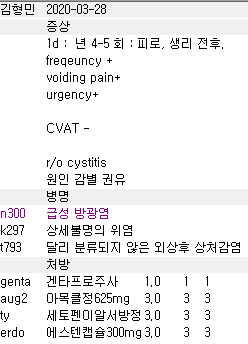 김형민 2020-03-28
증상
1d : 년 4-5 회 : 피로, 생리 전후,
freqeuncy +
voiding pain+
urgency+
CVAT -
r/o cystitis
원인 감별 권유
병명
n300 급성 방광염
k297 상세불명의 위염
t793 달리 분류되지 않은 외상후 상처감염
처방
genta 겐타프로주사 1.0 1 1
aug2 아목클정625mg 3.0 3 3
ty 세토펜이알서방정 3.0 3 3
erdo 에스텐캡슐300mg 3.0 3 3